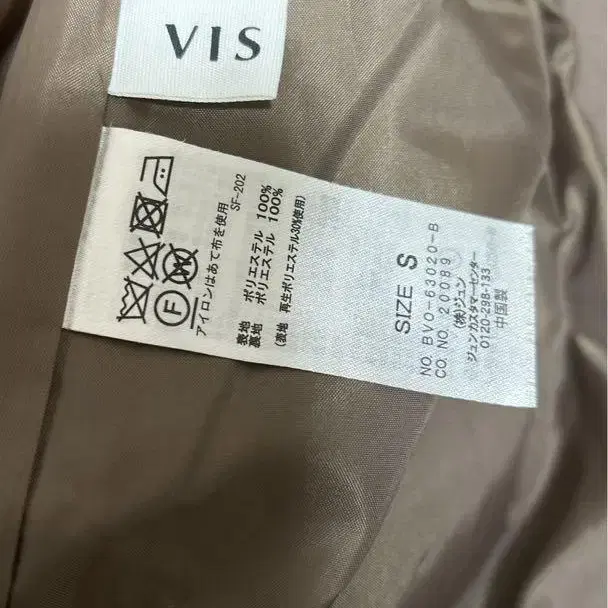 VIS
アイロンはあて布を使用
SF-202
表地 ポリエステル 100%
裏地 ポリエステル 100%
(表地 再生ポリエステル30%使用)
SIZE S
NO. BVO-63020-B
CO. NO. 20089
(株)ジュン
ジュンカスタマーセンター
0120-298-133
中国製
F